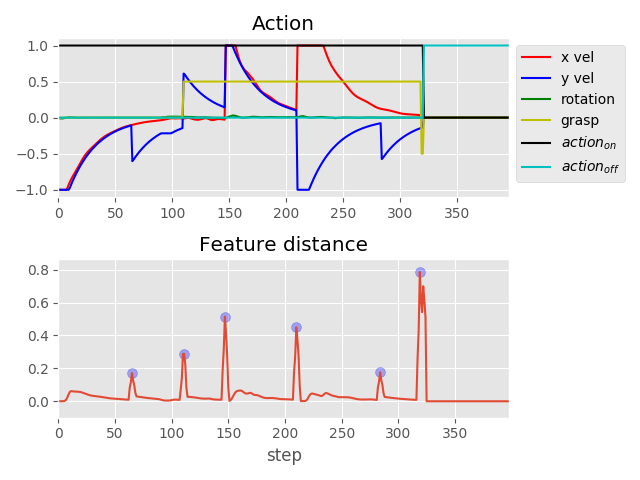 Action
1.0
0.5
0.0
−0.5
−1.0
0 50 100 150 200 250 300 350
x vel
y vel
rotation
grasp
action_on
action_off
Feature distance
0.8
0.6
0.4
0.2
0.0
0 50 100 150 200 250 300 350
step